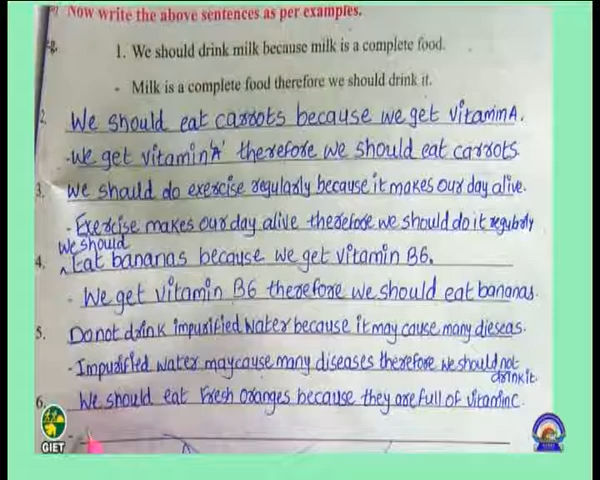 Now write the above sentences as per examples.
1. We should drink milk because milk is a complete food.
- Milk is a complete food therefore we should drink it.
2. We should eat carrots because we get vitamin A.
- We get vitamin 'A' therefore we should eat carrots.
3. We should do exercise regularly because it makes our day alive.
- Exercise makes our day alive therefore we should do it regularly
we should
4. ^ Eat bananas because we get vitamin B6.
- We get vitamin B6 therefore we should eat bananas.
5. Do not drink impurified water because it may cause many dieseas.
- Impurified water may cause many diseases therefore we should not
drink it.
6. We should eat Fresh oranges because they are full of vitamin C.
GIET